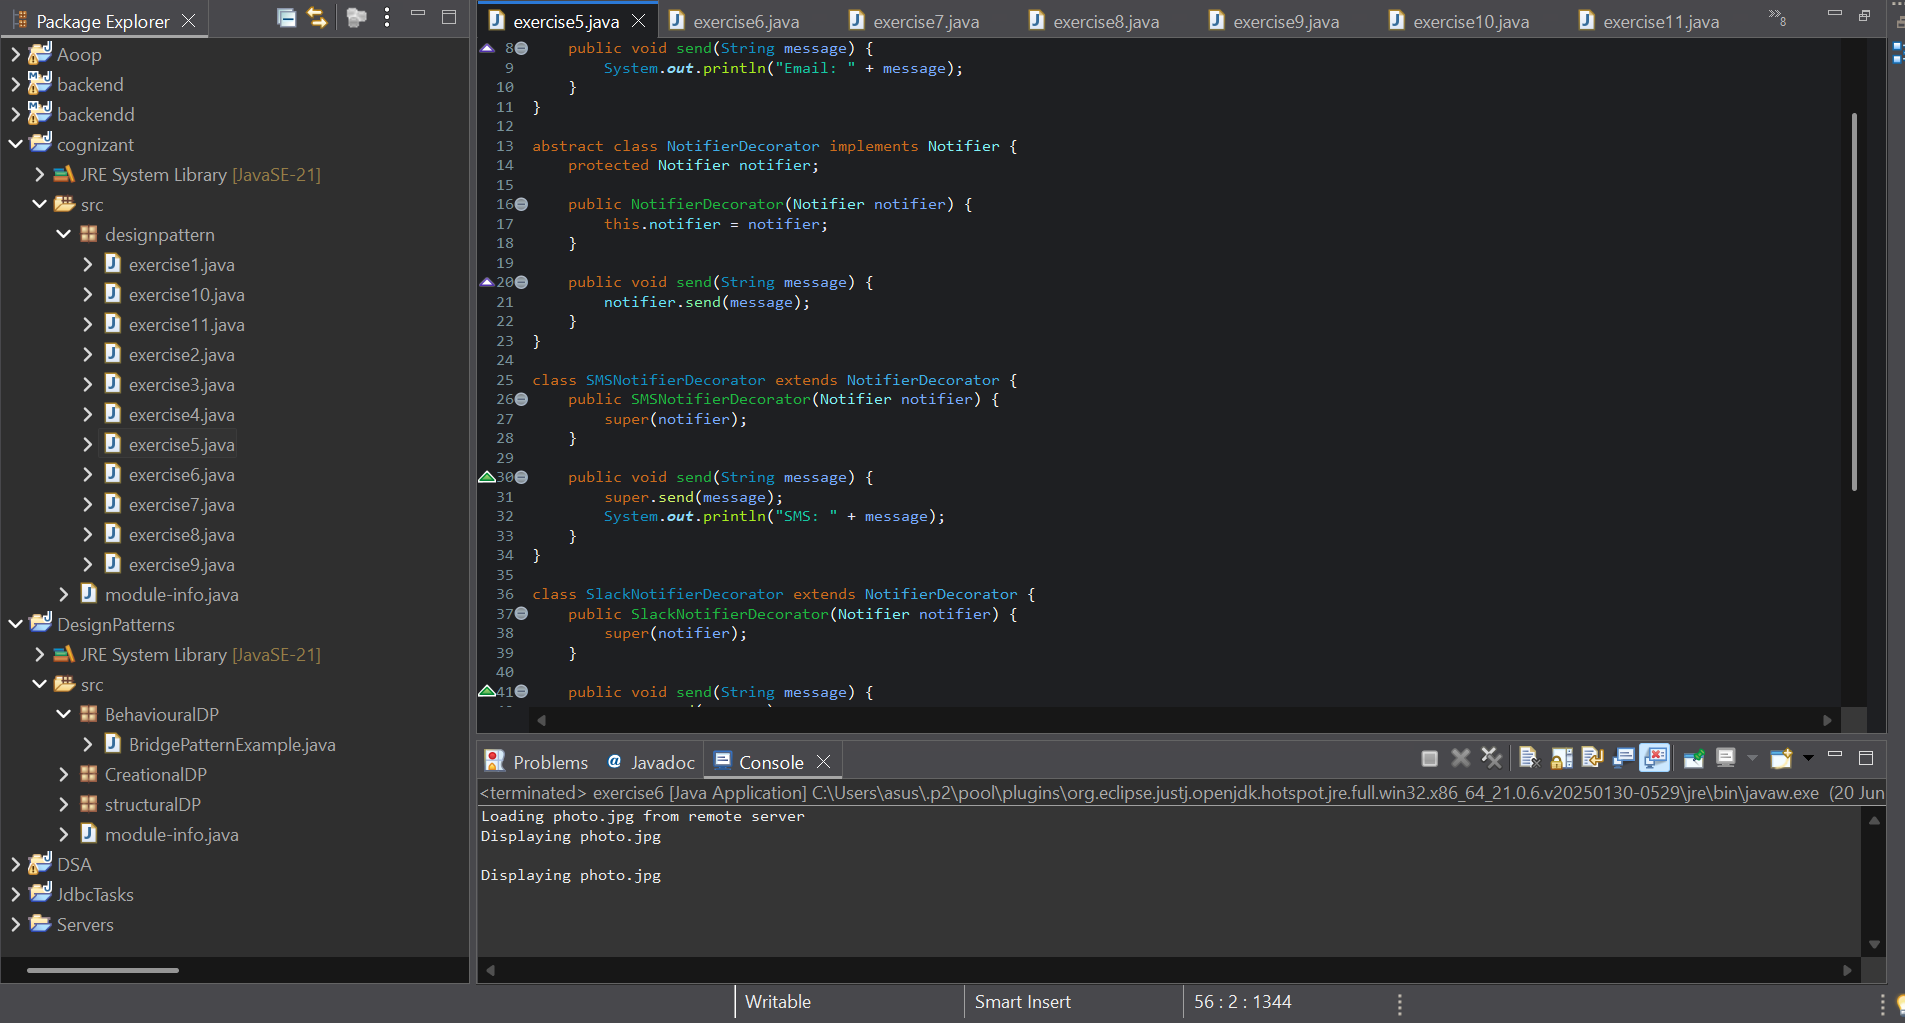 Package Explorer
Aoop
backend
backendd
cognizant
JRE System Library [JavaSE-21]
src
designpattern
exercise1.java
exercise10.java
exercise11.java
exercise2.java
exercise3.java
exercise4.java
exercise5.java
exercise6.java
exercise7.java
exercise8.java
exercise9.java
module-info.java
DesignPatterns
JRE System Library [JavaSE-21]
src
BehaviouralDP
BridgePatternExample.java
CreationalDP
structuralDP
module-info.java
DSA
JdbcTasks
Servers
exercise5.java exercise6.java exercise7.java exercise8.java exercise9.java exercise10.java exercise11.java »8
8 public void send(String message) {
9 System.out.println("Email: " + message);
10 }
11 }
12
13 abstract class NotifierDecorator implements Notifier {
14 protected Notifier notifier;
15
16 public NotifierDecorator(Notifier notifier) {
17 this.notifier = notifier;
18 }
19
20 public void send(String message) {
21 notifier.send(message);
22 }
23 }
24
25 class SMSNotifierDecorator extends NotifierDecorator {
26 public SMSNotifierDecorator(Notifier notifier) {
27 super(notifier);
28 }
29
30 public void send(String message) {
31 super.send(message);
32 System.out.println("SMS: " + message);
33 }
34 }
35
36 class SlackNotifierDecorator extends NotifierDecorator {
37 public SlackNotifierDecorator(Notifier notifier) {
38 super(notifier);
39 }
40
41 public void send(String message) {
Problems @ Javadoc Console
<terminated> exercise6 [Java Application] C:\Users\asus\.p2\pool\plugins\org.eclipse.justj.openjdk.hotspot.jre.full.win32.x86_64_21.0.6.v20250130-0529\jre\bin\javaw.exe (20 Jun
Loading photo.jpg from remote server
Displaying photo.jpg
Displaying photo.jpg
Writable Smart Insert 56 : 2 : 1344